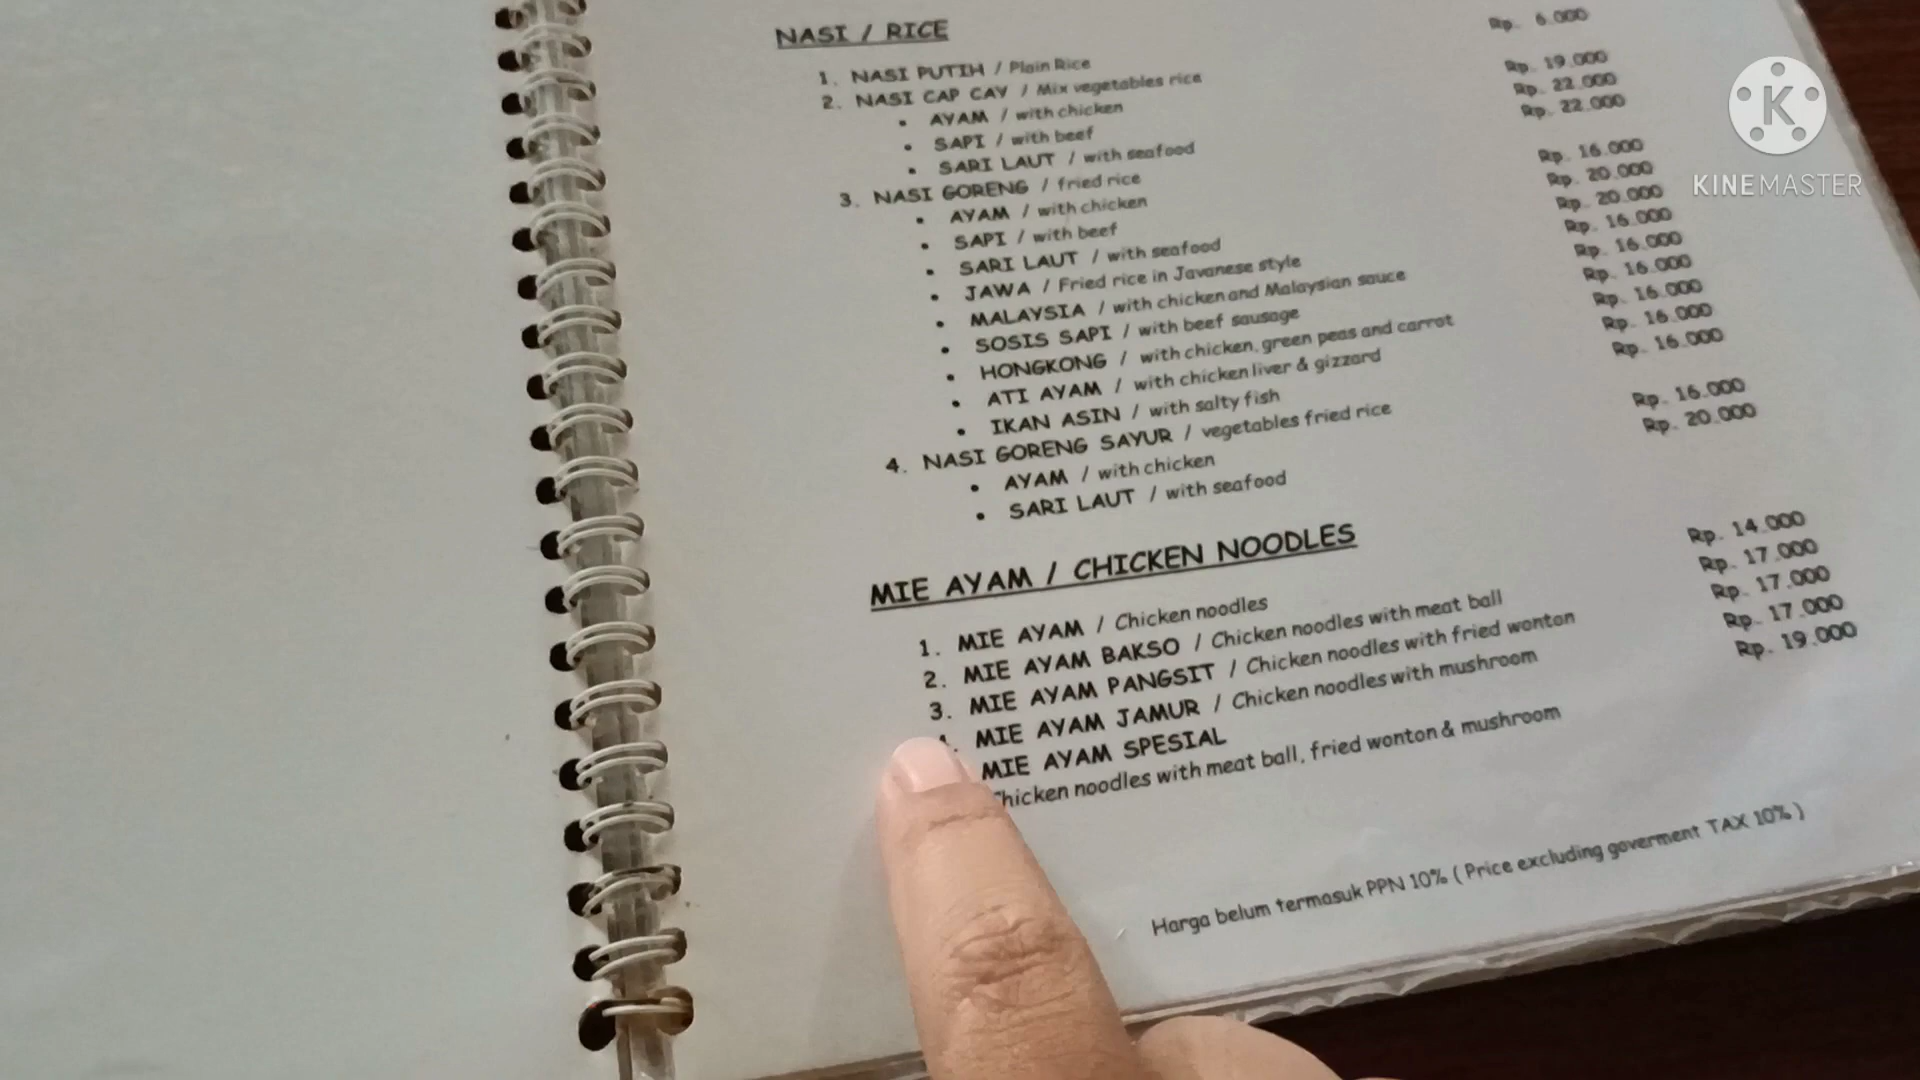 NASI / RICE
1. NASI PUTIH / Plain Rice Rp. 6.000
2. NASI CAP CAY / Mix vegetables rice
• AYAM / with chicken Rp. 19.000
• SAPI / with beef Rp. 22.000
• SARI LAUT / with seafood Rp. 22.000
3. NASI GORENG / fried rice
• AYAM / with chicken Rp. 16.000
• SAPI / with beef Rp. 20.000
• SARI LAUT / with seafood Rp. 20.000
• JAWA / Fried rice in Javanese style Rp. 16.000
• MALAYSIA / with chicken and Malaysian sauce Rp. 16.000
• SOSIS SAPI / with beef sausage Rp. 16.000
• HONGKONG / with chicken, green peas and carrot Rp. 16.000
• ATI AYAM / with chicken liver & gizzard Rp. 16.000
• IKAN ASIN / with salty fish Rp. 16.000
4. NASI GORENG SAYUR / vegetables fried rice
• AYAM / with chicken Rp. 16.000
• SARI LAUT / with seafood Rp. 20.000
MIE AYAM / CHICKEN NOODLES
1. MIE AYAM / Chicken noodles Rp. 14.000
2. MIE AYAM BAKSO / Chicken noodles with meat ball Rp. 17.000
3. MIE AYAM PANGSIT / Chicken noodles with fried wonton Rp. 17.000
4. MIE AYAM JAMUR / Chicken noodles with mushroom Rp. 17.000
MIE AYAM SPESIAL Rp. 19.000
Chicken noodles with meat ball, fried wonton & mushroom
Harga belum termasuk PPN 10% ( Price excluding goverment TAX 10% )
K
KINEMASTER